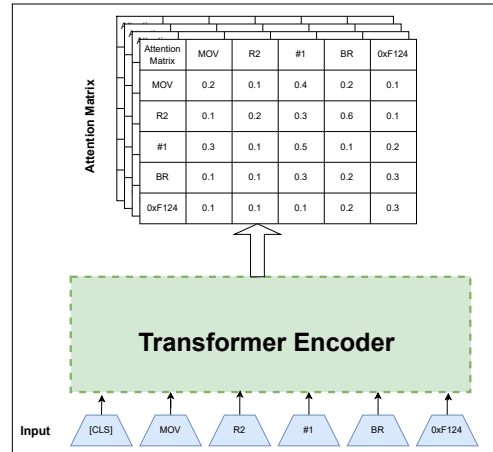 Attention Matrix
Attention Matrix MOV R2 #1 BR 0xF124
MOV 0.2 0.1 0.4 0.2 0.1
R2 0.1 0.2 0.3 0.6 0.1
#1 0.3 0.1 0.5 0.1 0.2
BR 0.1 0.1 0.3 0.2 0.3
0xF124 0.1 0.1 0.1 0.2 0.3
Transformer Encoder
Input [CLS] MOV R2 #1 BR 0xF124